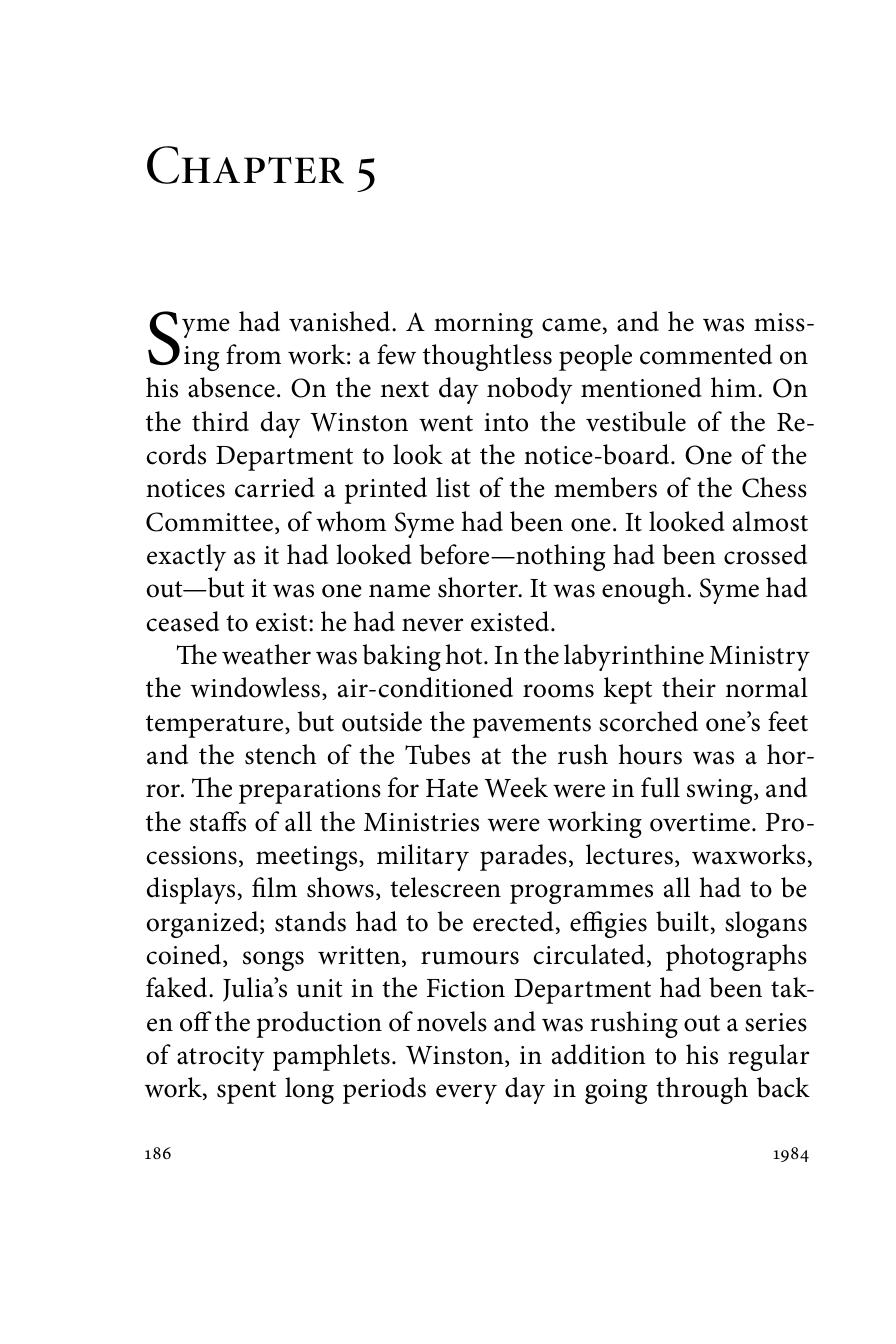 Chapter 5
Syme had vanished. A morning came, and he was miss-
ing from work: a few thoughtless people commented on
his absence. On the next day nobody mentioned him. On
the third day Winston went into the vestibule of the Re-
cords Department to look at the notice-board. One of the
notices carried a printed list of the members of the Chess
Committee, of whom Syme had been one. It looked almost
exactly as it had looked before—nothing had been crossed
out—but it was one name shorter. It was enough. Syme had
ceased to exist: he had never existed.
The weather was baking hot. In the labyrinthine Ministry
the windowless, air-conditioned rooms kept their normal
temperature, but outside the pavements scorched one’s feet
and the stench of the Tubes at the rush hours was a hor-
ror. The preparations for Hate Week were in full swing, and
the staffs of all the Ministries were working overtime. Pro-
cessions, meetings, military parades, lectures, waxworks,
displays, film shows, telescreen programmes all had to be
organized; stands had to be erected, effigies built, slogans
coined, songs written, rumours circulated, photographs
faked. Julia’s unit in the Fiction Department had been tak-
en off the production of novels and was rushing out a series
of atrocity pamphlets. Winston, in addition to his regular
work, spent long periods every day in going through back
186 1984